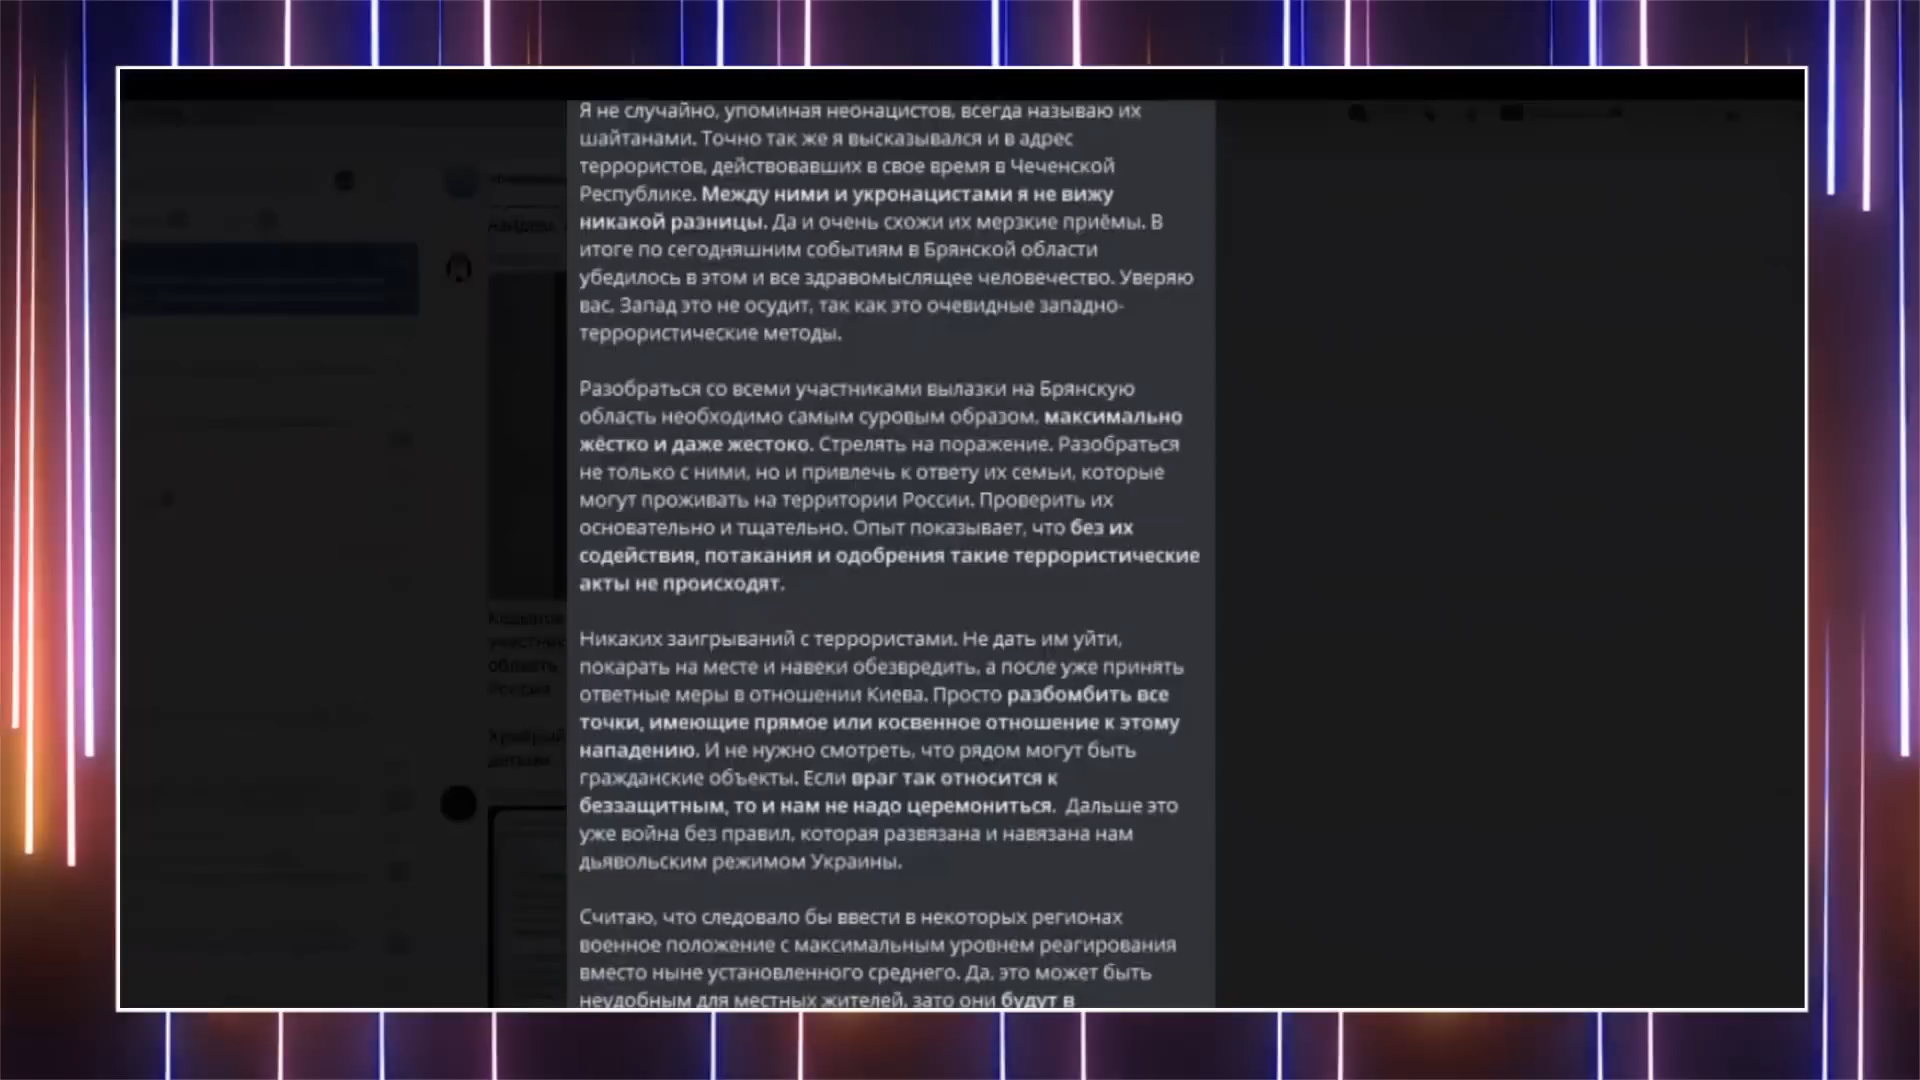 Я не случайно, упоминая неонацистов, всегда называю их
шайтанами. Точно так же я высказывался и в адрес
террористов, действовавших в свое время в Чеченской
Республике. Между ними и укронацистами я не вижу
никакой разницы. Да и очень схожи их мерзкие приёмы. В
итоге по сегодняшним событиям в Брянской области
убедилось в этом и все здравомыслящее человечество. Уверяю
вас. Запад это не осудит, так как это очевидные западно-
террористические методы.
Разобраться со всеми участниками вылазки на Брянскую
область необходимо самым суровым образом, максимально
жёстко и даже жестоко. Стрелять на поражение. Разобраться
не только с ними, но и привлечь к ответу их семьи, которые
могут проживать на территории России. Проверить их
основательно и тщательно. Опыт показывает, что без их
содействия, потакания и одобрения такие террористические
акты не происходят.
Никаких заигрываний с террористами. Не дать им уйти,
покарать на месте и навеки обезвредить, а после уже принять
ответные меры в отношении Киева. Просто разбомбить все
точки, имеющие прямое или косвенное отношение к этому
нападению. И не нужно смотреть, что рядом могут быть
гражданские объекты. Если враг так относится к
беззащитным, то и нам не надо церемониться. Дальше это
уже война без правил, которая развязана и навязана нам
дьявольским режимом Украины.
Считаю, что следовало бы ввести в некоторых регионах
военное положение с максимальным уровнем реагирования
вместо ныне установленного среднего. Да, это может быть
неудобным для местных жителей, зато они будут в